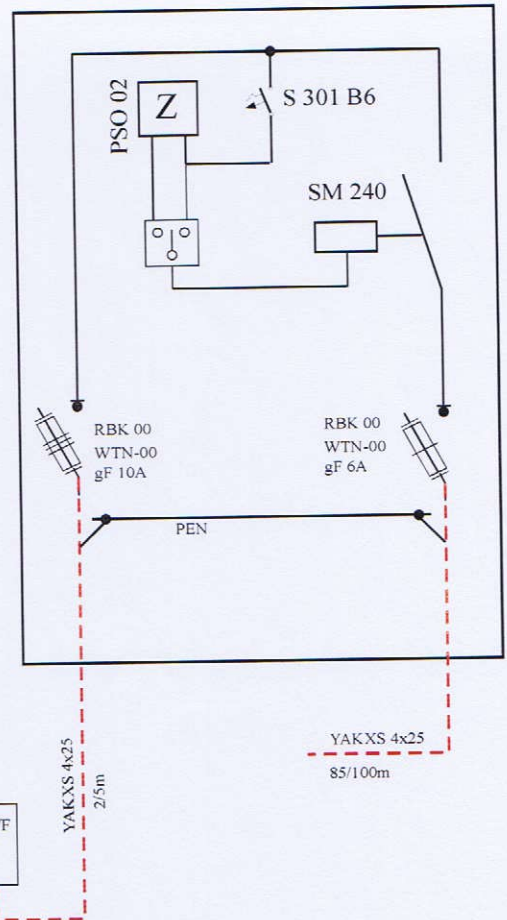 PSO 02
Z
S 301 B6
SM 240
RBK 00
WTN-00
gF 10A
RBK 00
WTN-00
gF 6A
PEN
YAKXS 4x25
2/5m
YAKXS 4x25
85/100m
F